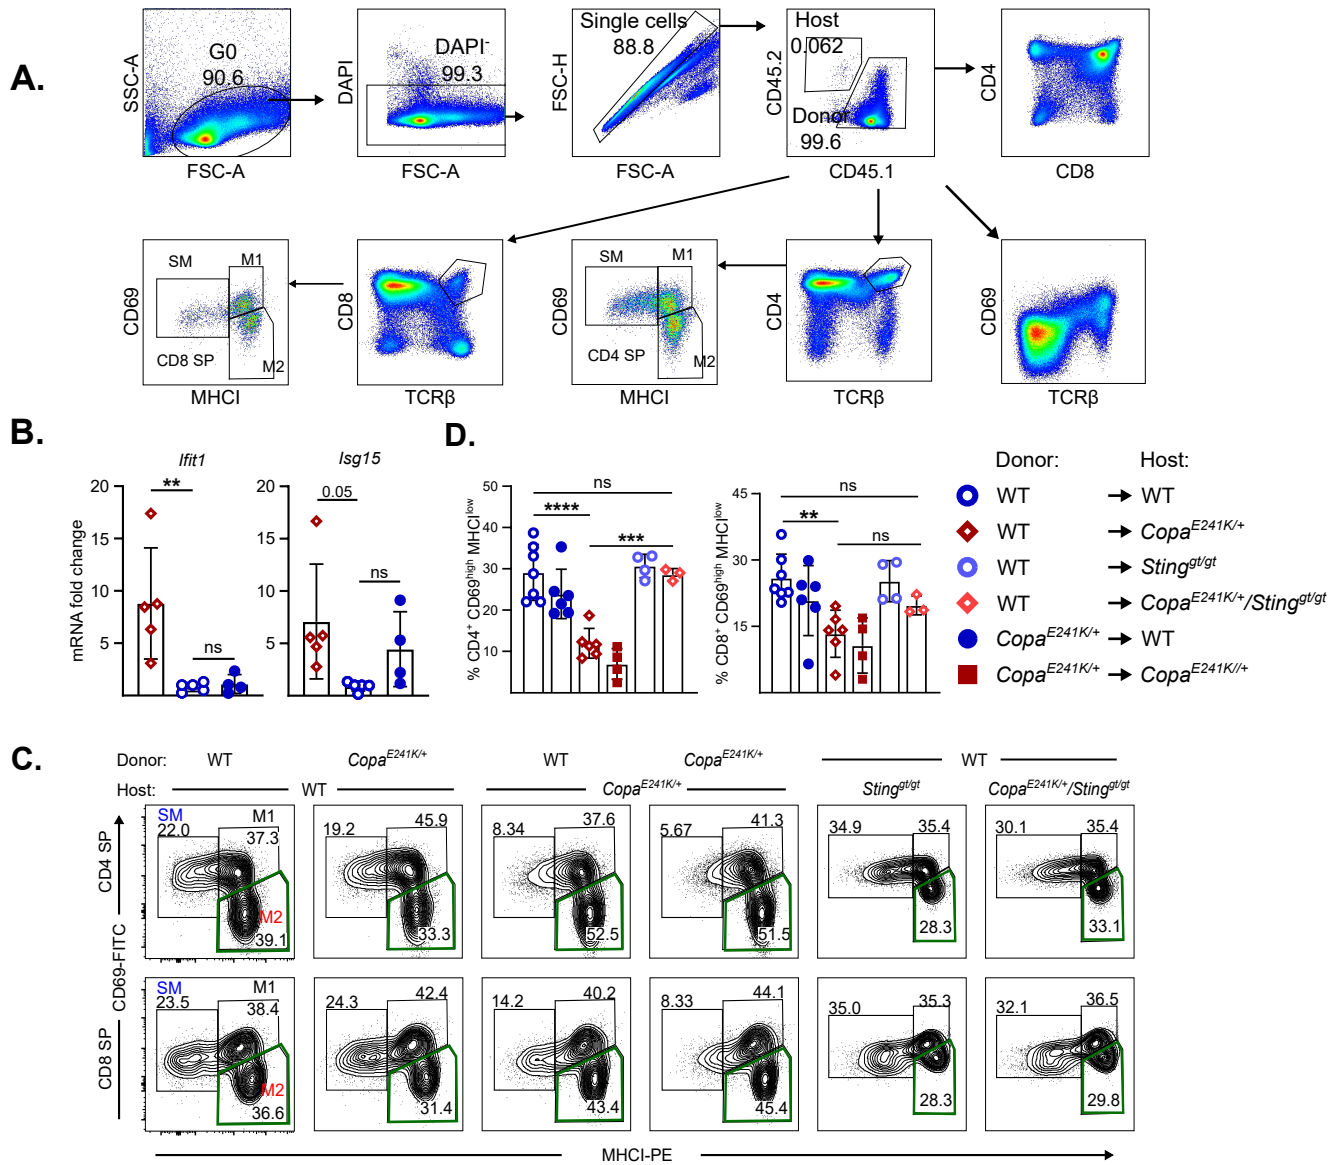 A.
SSC-A
G0
90.6
FSC-A
DAPI
DAPI-
99.3
FSC-A
FSC-H
Single cells
88.8
FSC-A
CD45.2
Host
0.062
Donor
99.6
CD45.1
CD4
CD8
CD69
SM
M1
CD8 SP
M2
MHCI
CD8
TCRβ
CD69
SM
M1
CD4 SP
M2
MHCI
CD4
TCRβ
CD69
TCRβ
B.
mRNA fold change
Ifit1
20
15
10
5
**
ns
Isg15
20
15
10
5
0.05
ns
D.
% CD4+ CD69high MHCIlow
50
40
30
20
10
0
ns
****
***
% CD8+ CD69high MHCIlow
45
30
15
ns
**
ns
Donor: Host:
WT → WT
WT → CopaE241K/+
WT → Stinggt/gt
WT → CopaE241K/+/Stinggt/gt
CopaE241K/+ → WT
CopaE241K/+ → CopaE241K//+
C.
Donor: WT CopaE241K/+ WT CopaE241K/+ WT
Host: WT CopaE241K/+ Stinggt/gt CopaE241K/+/Stinggt/gt
CD69-FITC
CD4 SP
SM
22.0
M1
37.3
M2
39.1
19.2
45.9
33.3
8.34
37.6
52.5
5.67
41.3
51.5
34.9
35.4
28.3
30.1
35.4
33.1
CD8 SP
SM
23.5
M1
38.4
M2
36.6
24.3
42.4
31.4
14.2
40.2
43.4
8.33
44.1
45.4
35.0
35.3
28.3
32.1
36.5
29.8
MHCI-PE